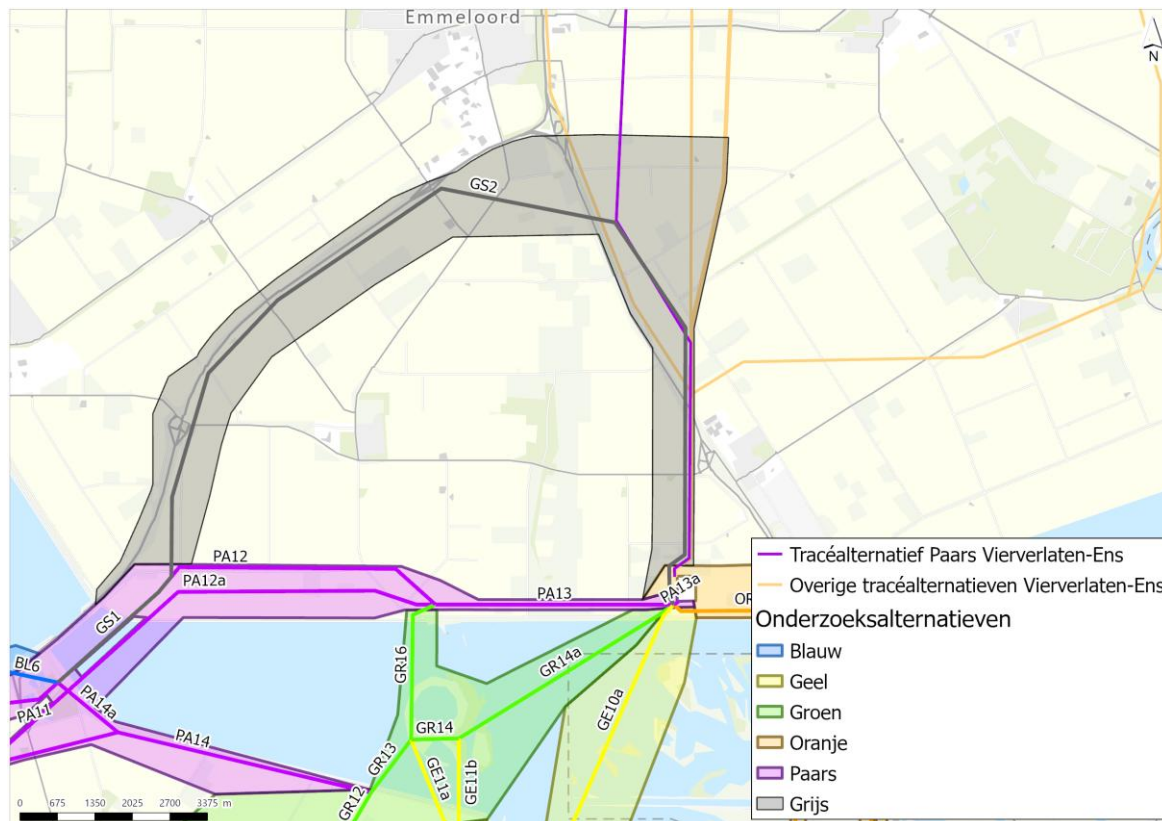 Emmeloord
N
GS2
PA12
PA12a
PA13
PA13a
OR
GS1
BL6
PA11
PA14a
PA14
GR16
GR14a
GR14
GR13
GR12
GE11a
GE11b
GE10a
Tracéalternatief Paars Vierverlaten-Ens
Overige tracéalternatieven Vierverlaten-Ens
Onderzoeksalternatieven
Blauw
Geel
Groen
Oranje
Paars
Grijs
0 675 1350 2025 2700 3375 m